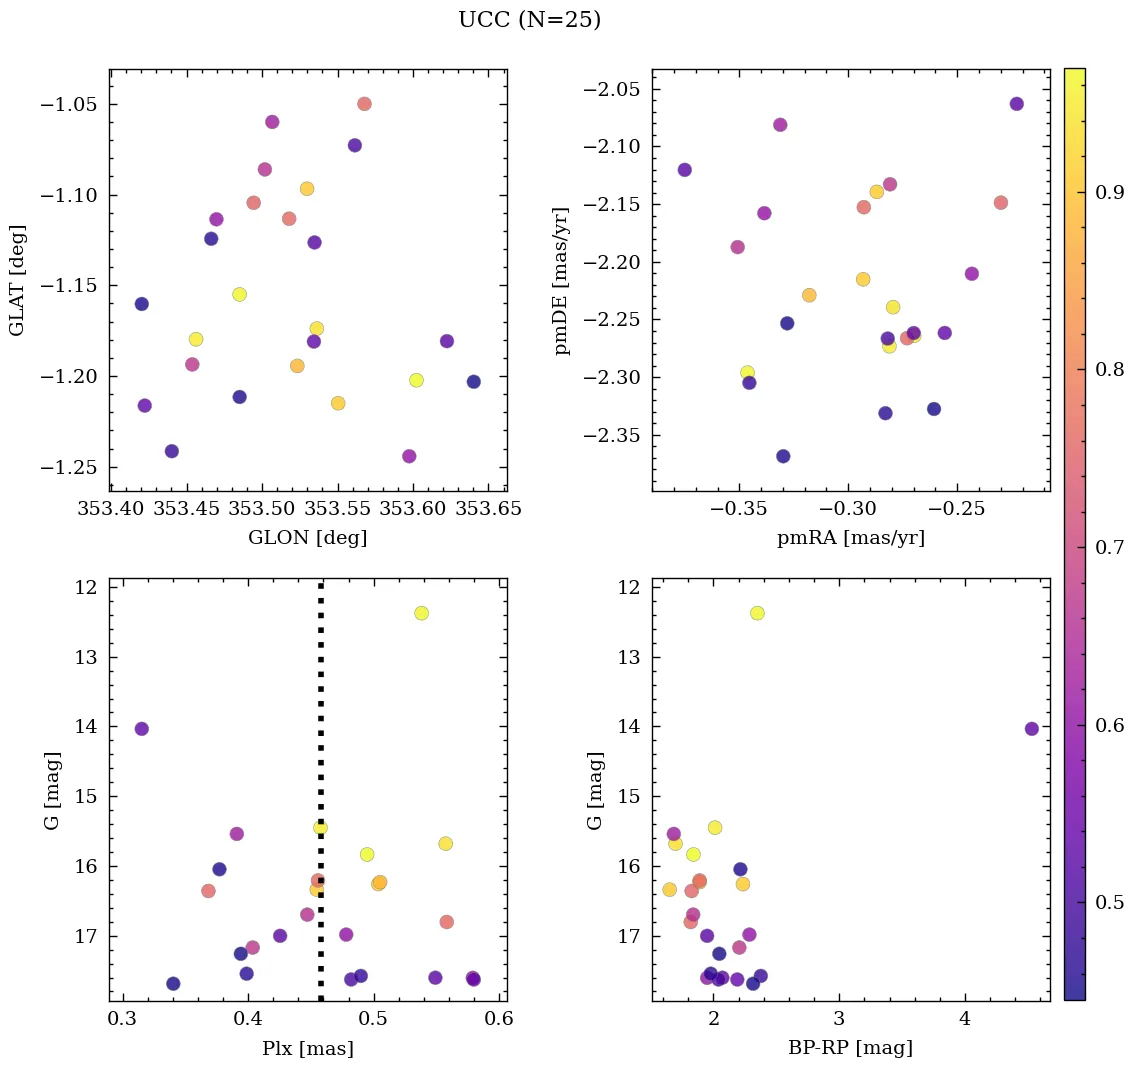 UCC (N=25)
−1.05
−1.10
−1.15
−1.20
−1.25
GLAT [deg]
353.40 353.45 353.50 353.55 353.60 353.65
GLON [deg]
−2.05
−2.10
−2.15
−2.20
−2.25
−2.30
−2.35
pmDE [mas/yr]
−0.35 −0.30 −0.25
pmRA [mas/yr]
0.9
0.8
0.7
0.6
0.5
12
13
14
15
16
17
G [mag]
0.3 0.4 0.5 0.6
Plx [mas]
12
13
14
15
16
17
G [mag]
2 3 4
BP-RP [mag]